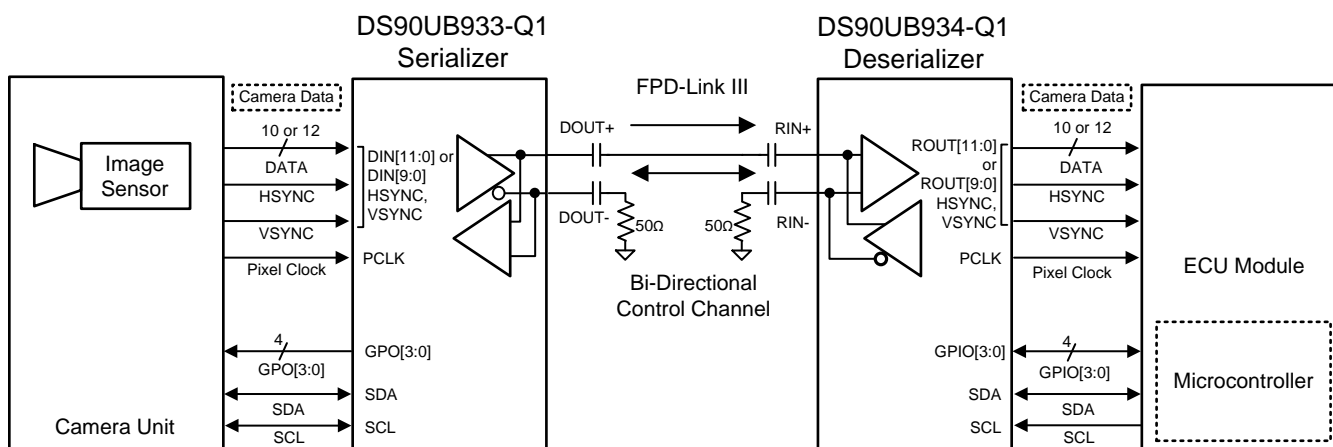 DS90UB933-Q1
Serializer
DS90UB934-Q1
Deserializer
FPD-Link III
Camera Data
10 or 12
DATA
HSYNC
VSYNC
Pixel Clock
4
GPO[3:0]
SDA
SCL
Image
Sensor
Camera Unit
DIN[11:0] or
DIN[9:0]
HSYNC,
VSYNC
PCLK
GPO[3:0]
SDA
SCL
DOUT+
DOUT-
50Ω
RIN+
RIN-
50Ω
Bi-Directional
Control Channel
ROUT[11:0]
or
ROUT[9:0]
HSYNC,
VSYNC
PCLK
GPIO[3:0]
SDA
SCL
Camera Data
10 or 12
DATA
HSYNC
VSYNC
Pixel Clock
4
GPIO[3:0]
SDA
SCL
ECU Module
Microcontroller